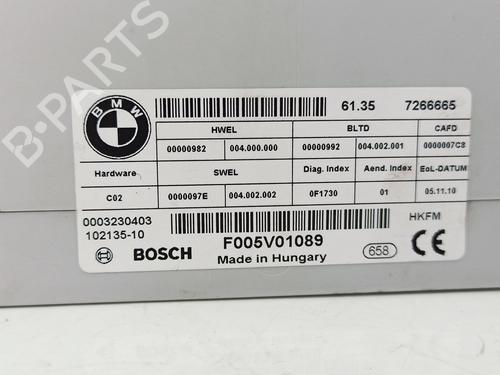 BMW
61.35 7266665
HWEL BLTD CAFD
00000982 004.000.000 00000992 004.002.001 0000007C8
Hardware SWEL Diag. Index Aend. Index EoL-DATUM
C02 0000097E 004.002.002 0F1730 01 05.11.10
0003230403
102135-10
HKFM
BOSCH F005V01089
Made in Hungary 658 CE
B-PARTS